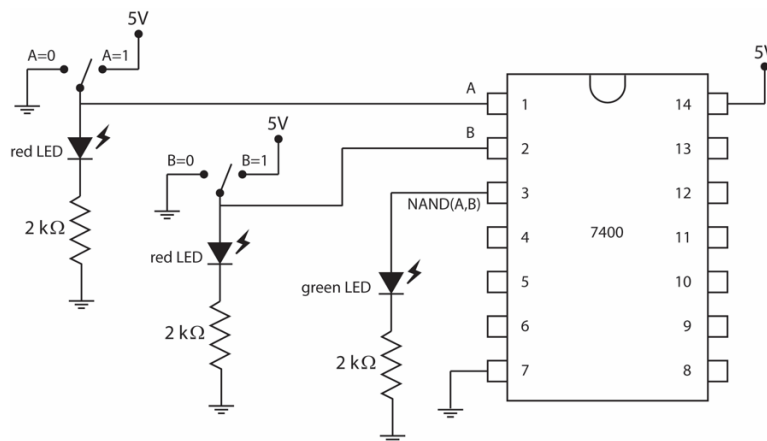 5V
A=0 A=1
red LED
2 kΩ
5V
B=0 B=1
red LED
2 kΩ
A
B
NAND(A,B)
green LED
2 kΩ
7400
1
2
3
4
5
6
7
14
13
12
11
10
9
8
5V